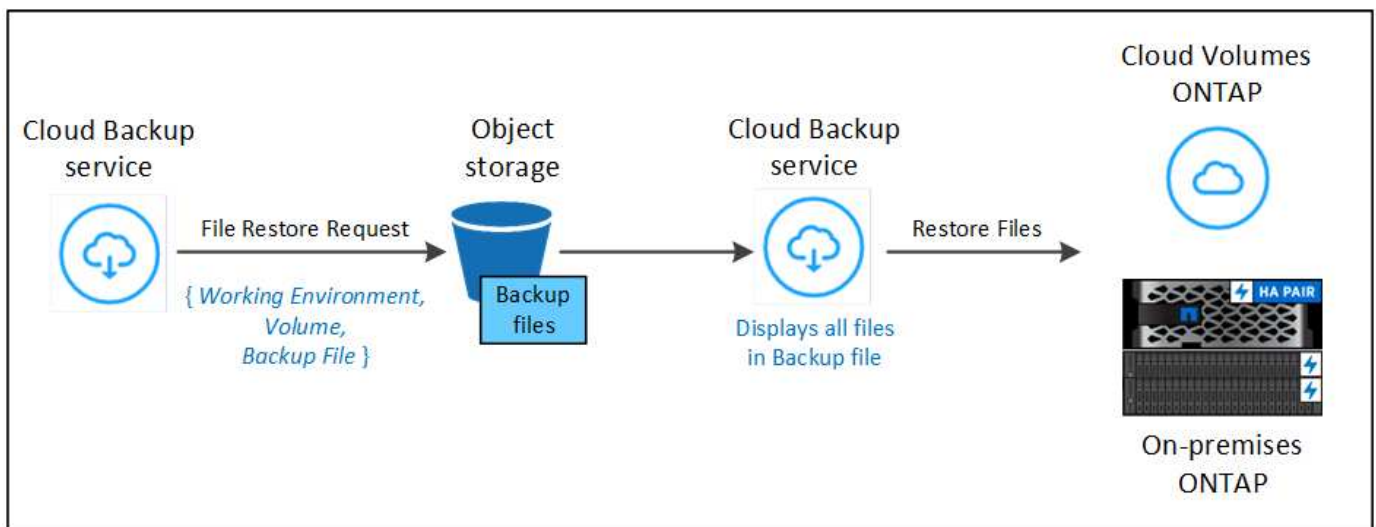 Cloud Backup
service
File Restore Request
{ Working Environment,
Volume,
Backup File }
Object
storage
Backup
files
Cloud Backup
service
Displays all files
in Backup file
Restore Files
Cloud Volumes
ONTAP
HA PAIR
On-premises
ONTAP